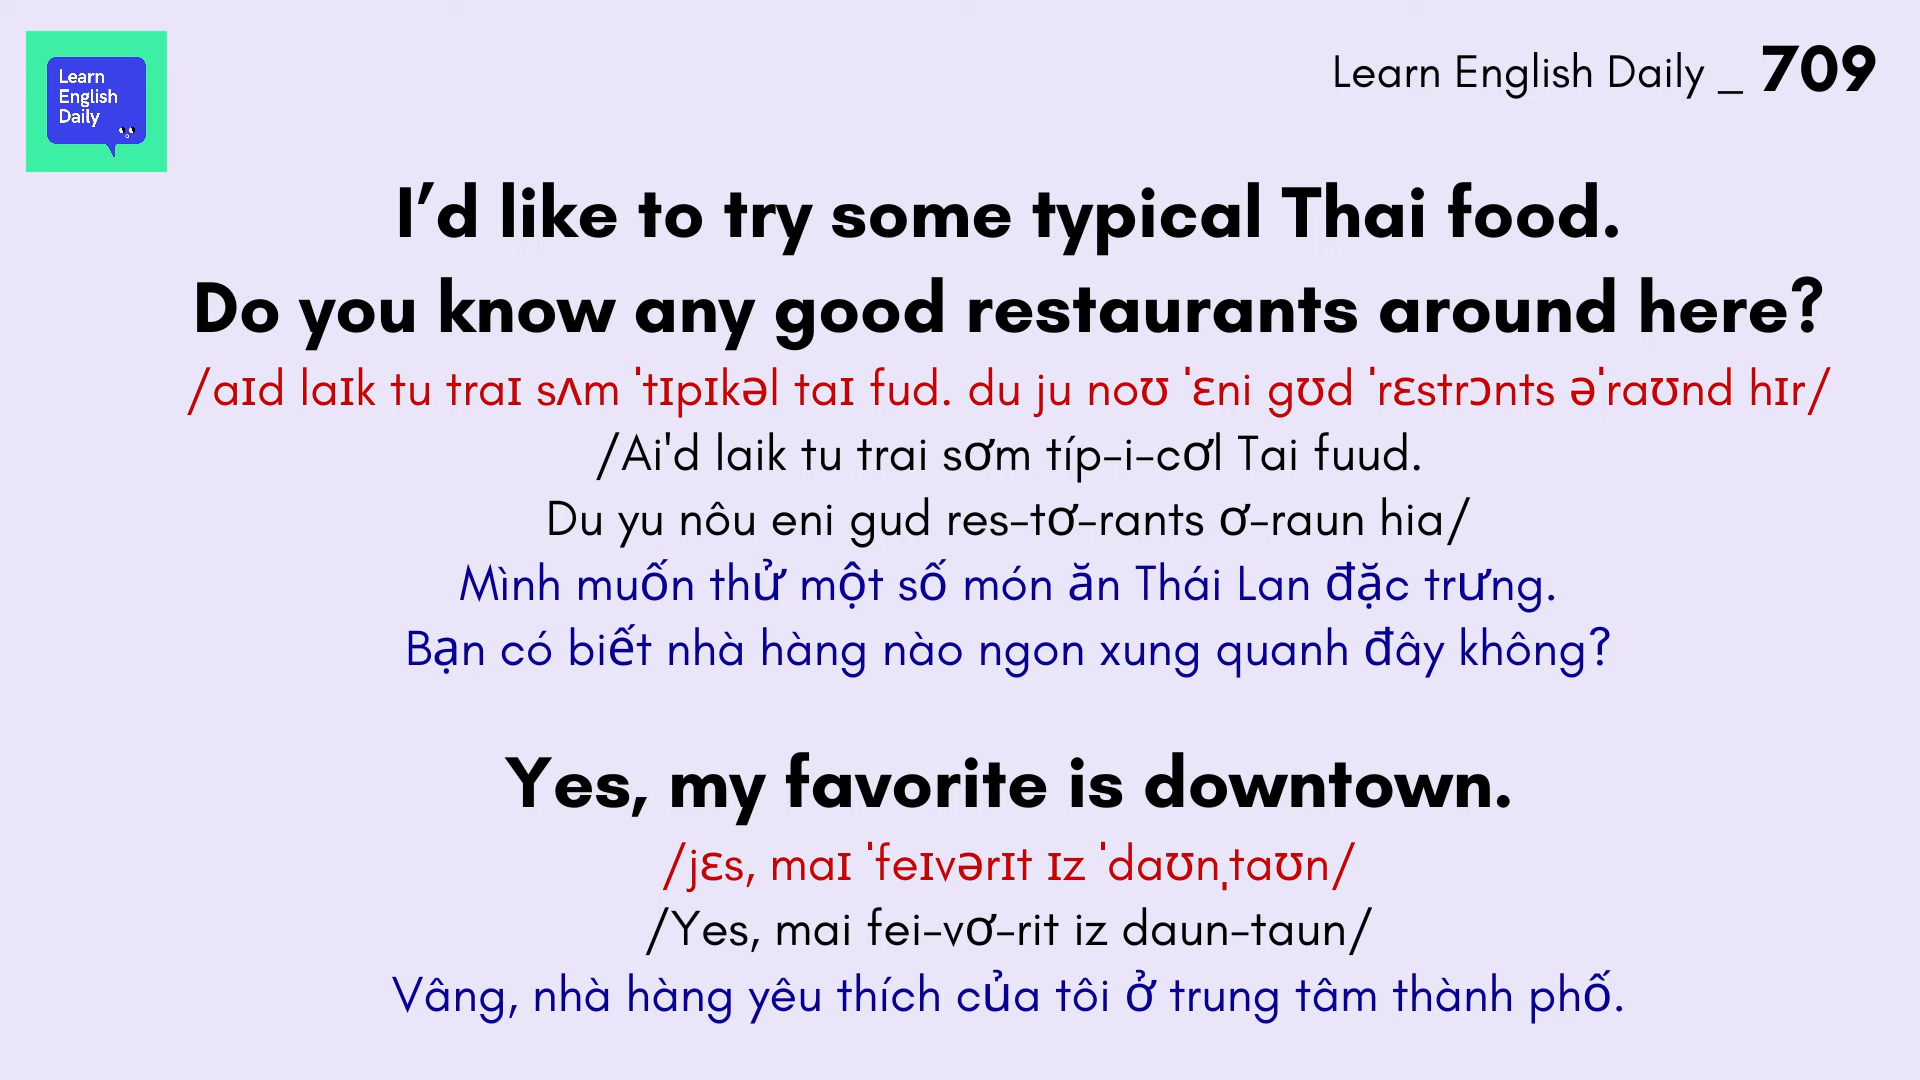 Learn
English
Daily
Learn English Daily _ 709
I’d like to try some typical Thai food.
Do you know any good restaurants around here?
/aɪd laɪk tu traɪ sʌm ˈtɪpɪkəl taɪ fud. du ju noʊ ˈɛni gʊd ˈrɛstrɔnts əˈraʊnd hɪr/
/Ai'd laik tu trai sơm típ-i-cơl Tai fuud.
Du yu nôu eni gud res-tơ-rants ơ-raun hia/
Mình muốn thử một số món ăn Thái Lan đặc trưng.
Bạn có biết nhà hàng nào ngon xung quanh đây không?
Yes, my favorite is downtown.
/jɛs, maɪ ˈfeɪvərɪt ɪz ˈdaʊnˌtaʊn/
/Yes, mai fei-vơ-rit iz daun-taun/
Vâng, nhà hàng yêu thích của tôi ở trung tâm thành phố.